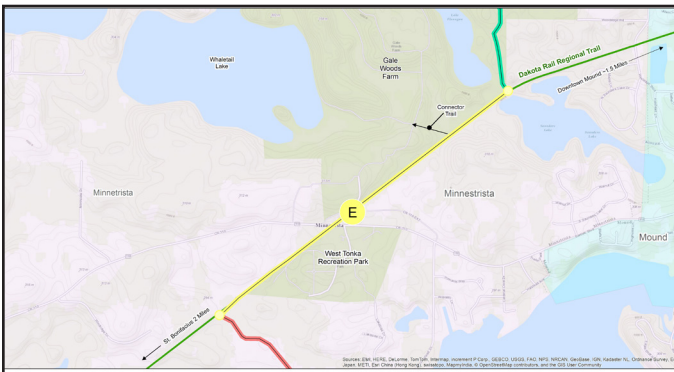 Whaletail
Lake
Gale
Woods
Farm
Dakota Rail Regional Trail
Downtown Mound ~1.5 Miles
Connector
Trail
Minnetrista
Minnestrista
E
Mound
West Tonka
Recreation Park
St. Bonifacius 2 Miles
Sources: Esri, HERE, DeLorme, TomTom, Intermap, increment P Corp., GEBCO, USGS, FAO, NPS, NRCAN, GeoBase, IGN, Kadaster NL, Ordnance Survey, Esri
Japan, METI, Esri China (Hong Kong), swisstopo, MapmyIndia, © OpenStreetMap contributors, and the GIS User Community